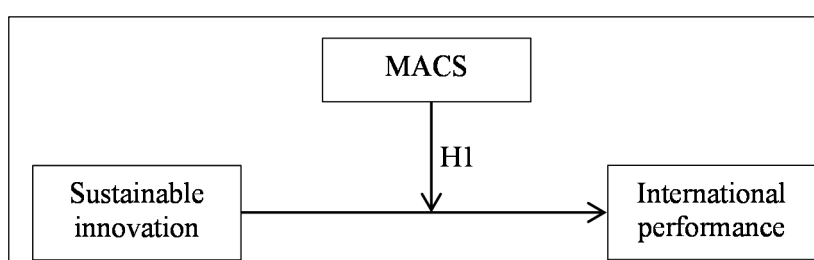 MACS
H1
Sustainable
innovation
International
performance